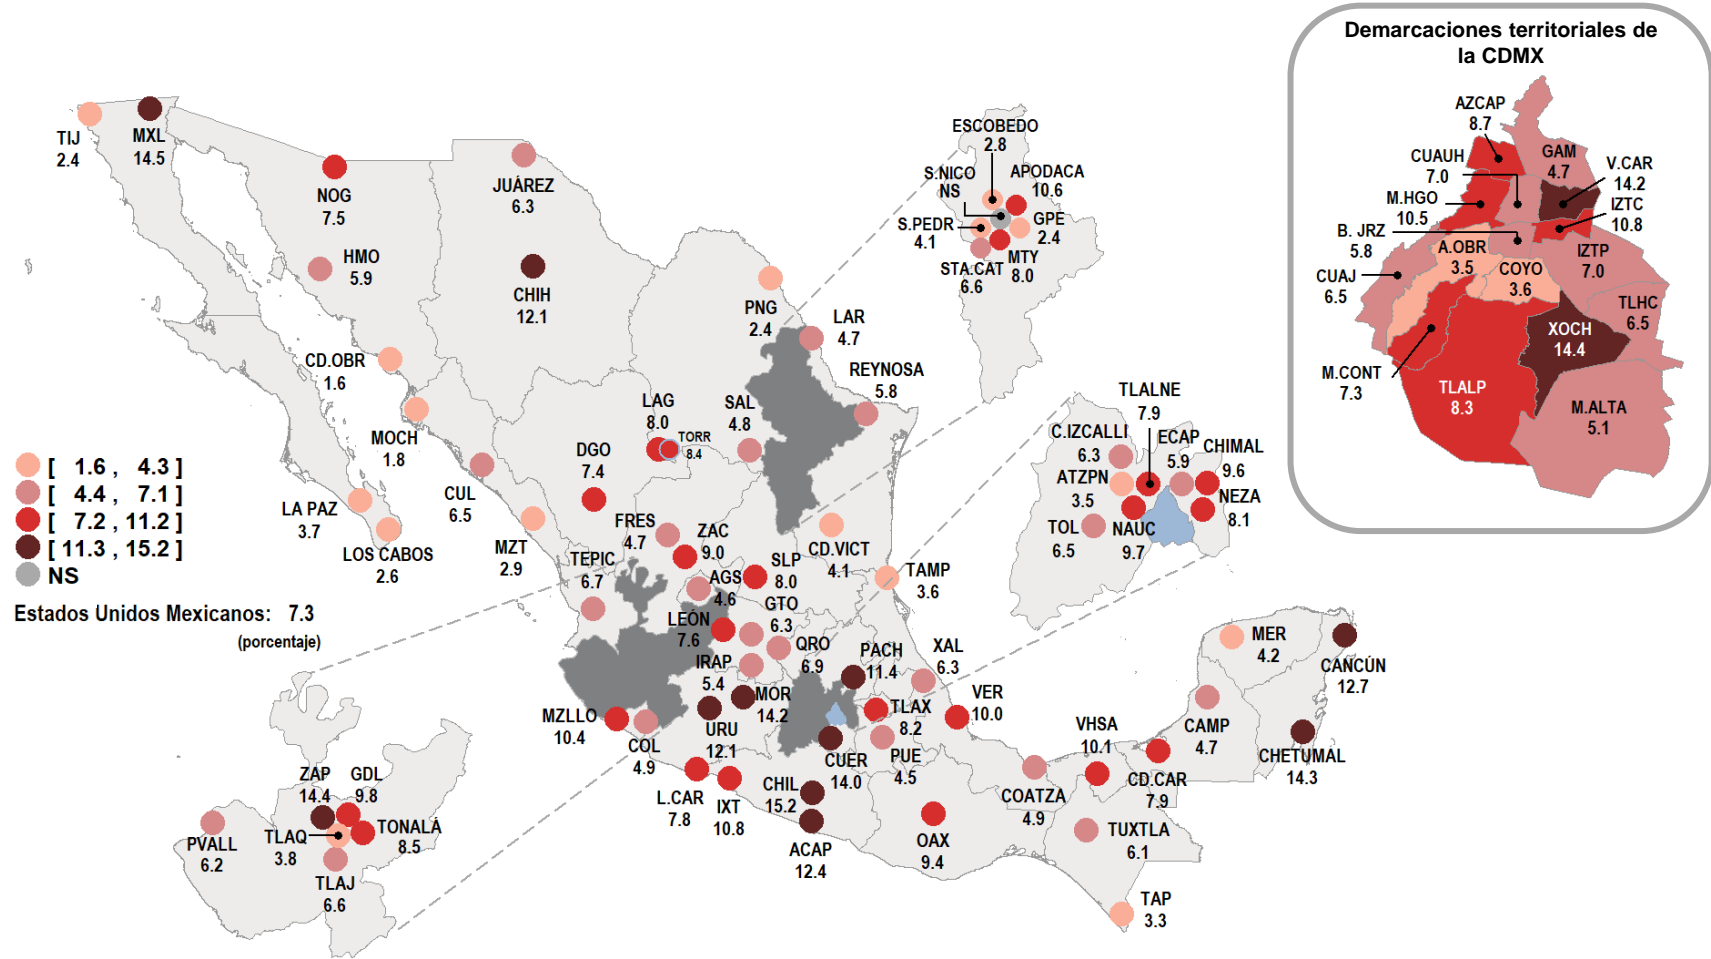 Demarcaciones territoriales de
la CDMX
AZCAP
8.7
CUAUH
7.0
GAM
4.7
V.CAR
14.2
M.HGO
10.5
IZTC
10.8
B. JRZ
5.8
A.OBR
3.5
IZTP
7.0
CUAJ
6.5
COYO
3.6
TLHC
6.5
XOCH
14.4
M.CONT
7.3
TLALP
8.3
M.ALTA
5.1
TIJ
2.4
MXL
14.5
NOG
7.5
JUÁREZ
6.3
HMO
5.9
CHIH
12.1
CD.OBR
1.6
MOCH
1.8
LA PAZ
3.7
LOS CABOS
2.6
CUL
6.5
MZT
2.9
PNG
2.4
LAR
4.7
REYNOSA
5.8
LAG
8.0
TORR
8.4
SAL
4.8
DGO
7.4
FRES
4.7
ZAC
9.0
TEPIC
6.7
AGS
4.6
SLP
8.0
CD.VICT
4.1
TAMP
3.6
GTO
6.3
LEÓN
7.6
IRAP
5.4
QRO
6.9
PACH
11.4
XAL
6.3
MOR
14.2
URU
12.1
MZLLO
10.4
COL
4.9
L.CAR
7.8
IXT
10.8
CHIL
15.2
ACAP
12.4
CUER
14.0
TLAX
8.2
PUE
4.5
VER
10.0
OAX
9.4
COATZA
4.9
VHSA
10.1
CD.CAR
7.9
TUXTLA
6.1
TAP
3.3
MER
4.2
CANCÚN
12.7
CAMP
4.7
CHETUMAL
14.3
ESCOBEDO
2.8
S.NICO
NS
APODACA
10.6
S.PEDR
4.1
GPE
2.4
STA.CAT
6.6
MTY
8.0
TLALNE
7.9
C.IZCALLI
6.3
ECAP
5.9
CHIMAL
9.6
ATZPN
3.5
NEZA
8.1
TOL
6.5
NAUC
9.7
ZAP
14.4
GDL
9.8
PVALL
6.2
TLAQ
3.8
TONALÁ
8.5
TLAJ
6.6
[ 1.6 , 4.3 ]
[ 4.4 , 7.1 ]
[ 7.2 , 11.2 ]
[ 11.3 , 15.2 ]
NS
Estados Unidos Mexicanos: 7.3
(porcentaje)